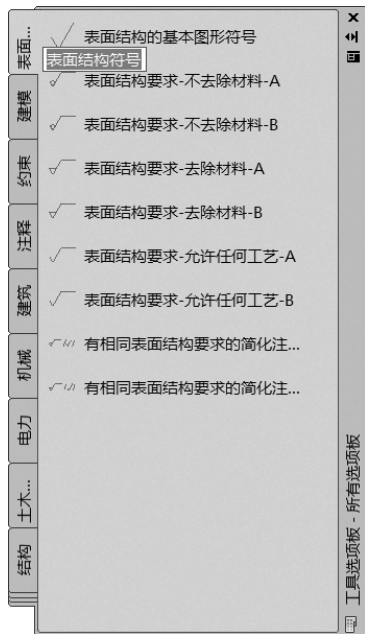 表面结构的基本图形符号
表面结构符号
表面结构要求-不去除材料-A
表面结构要求-不去除材料-B
表面结构要求-去除材料-A
表面结构要求-去除材料-B
表面结构要求-允许任何工艺-A
表面结构要求-允许任何工艺-B
有相同表面结构要求的简化注...
有相同表面结构要求的简化注...
表面...
建模
约束
注释
建筑
机械
电力
土木...
结构
工具选项板 - 所有选项板